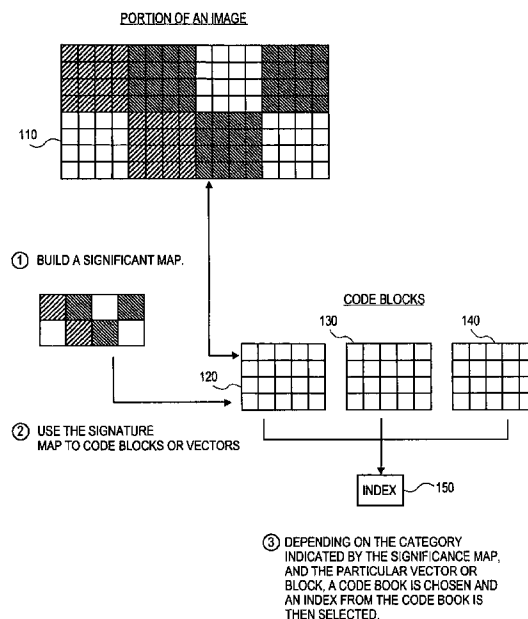 PORTION OF AN IMAGE
110
① BUILD A SIGNIFICANT MAP.
CODE BLOCKS
130
140
120
② USE THE SIGNATURE
MAP TO CODE BLOCKS OR VECTORS
INDEX
150
③ DEPENDING ON THE CATEGORY
INDICATED BY THE SIGNIFICANCE MAP,
AND THE PARTICULAR VECTOR OR
BLOCK, A CODE BOOK IS CHOSEN AND
AN INDEX FROM THE CODE BOOK IS
THEN SELECTED.